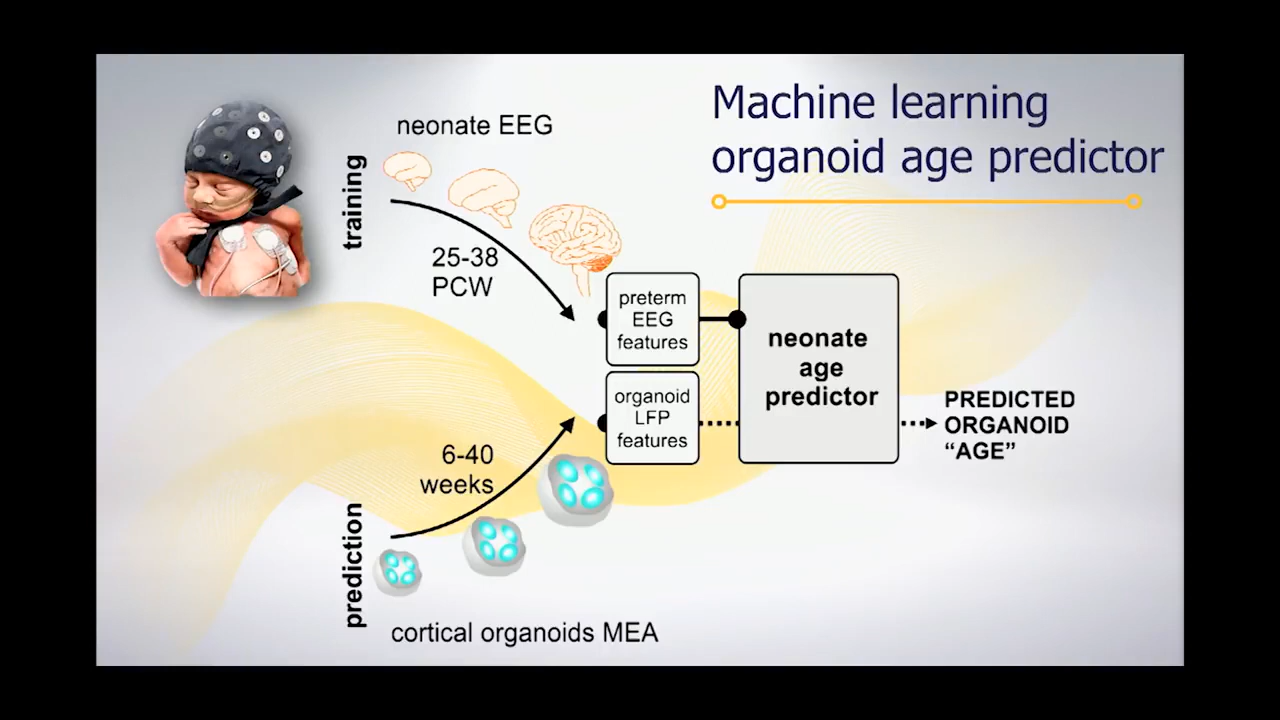 Machine learning
organoid age predictor
neonate EEG
training
25-38
PCW
preterm
EEG
features
neonate
age
predictor
organoid
LFP
features
PREDICTED
ORGANOID
“AGE”
6-40
weeks
prediction
cortical organoids MEA